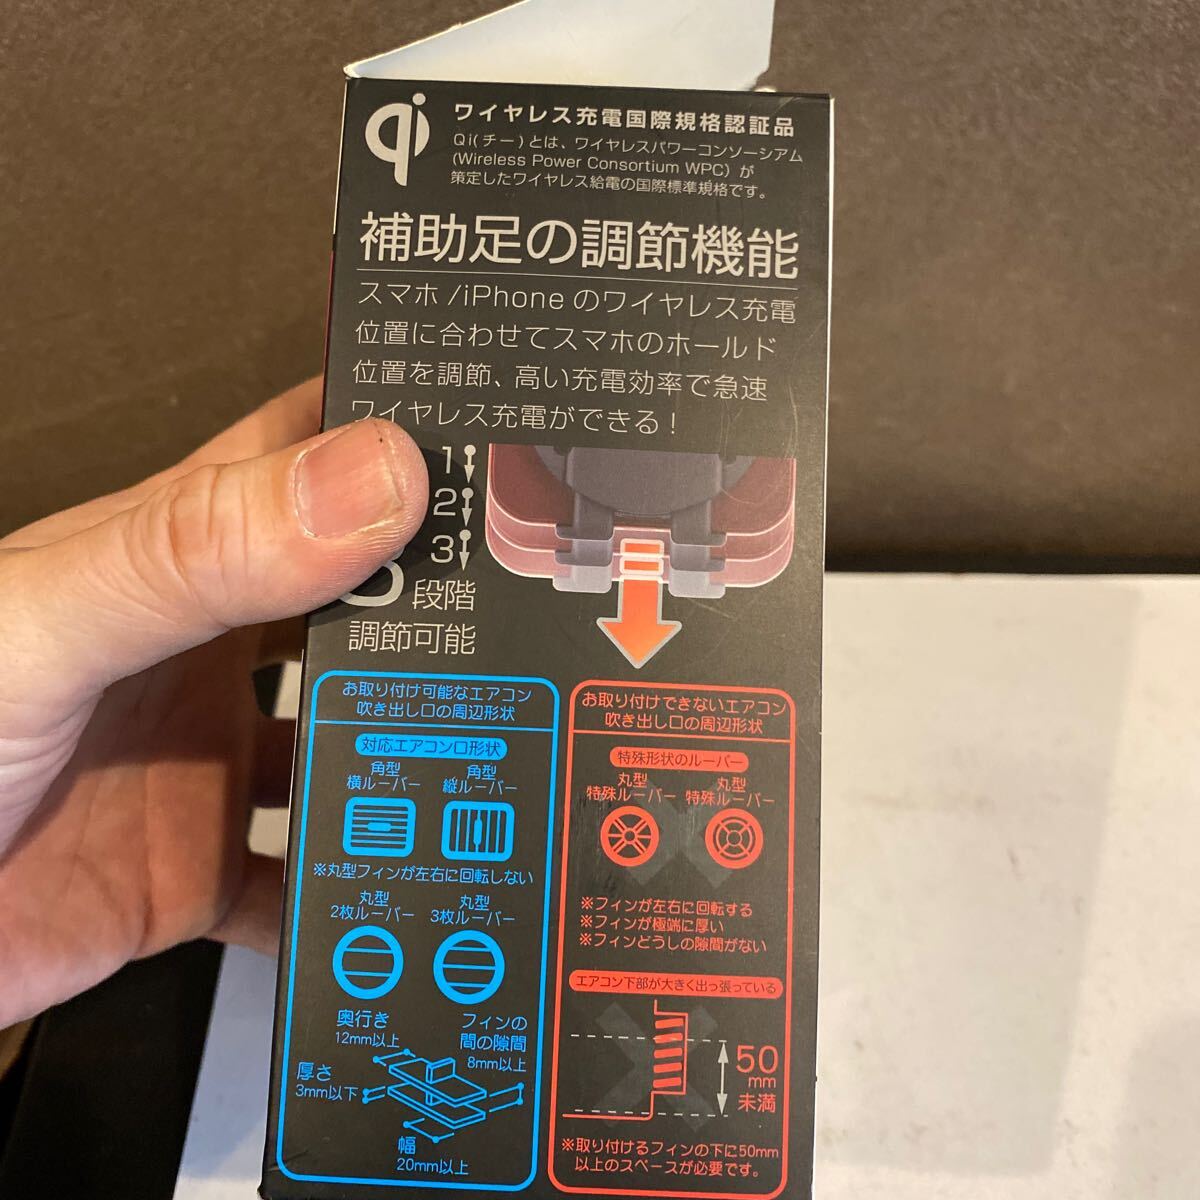 qi
ワイヤレス充電国際規格認証品
Qi(チー)とは、ワイヤレスパワーコンソーシアム
(Wireless Power Consortium WPC) が
策定したワイヤレス給電の国際標準規格です。
補助足の調節機能
スマホ/iPhoneのワイヤレス充電
位置に合わせてスマホのホールド
位置を調節、高い充電効率で急速
ワイヤレス充電ができる!
1
2
3
段階
調節可能
お取り付け可能なエアコン
吹き出し口の周辺形状
対応エアコン口形状
角型
横ルーバー
角型
縦ルーバー
※丸型フィンが左右に回転しない
丸型
2枚ルーバー
丸型
3枚ルーバー
奥行き
12mm以上
フィンの
間の隙間
8mm以上
厚さ
3mm以下
幅
20mm以上
お取り付けできないエアコン
吹き出し口の周辺形状
特殊形状のルーバー
丸型
特殊ルーバー
丸型
特殊ルーバー
※フィンが左右に回転する
※フィンが極端に厚い
※フィンどうしの隙間がない
エアコン下部が大きく出っ張っている
50
mm
未満
※取り付けるフィンの下に50mm
以上のスペースが必要です。